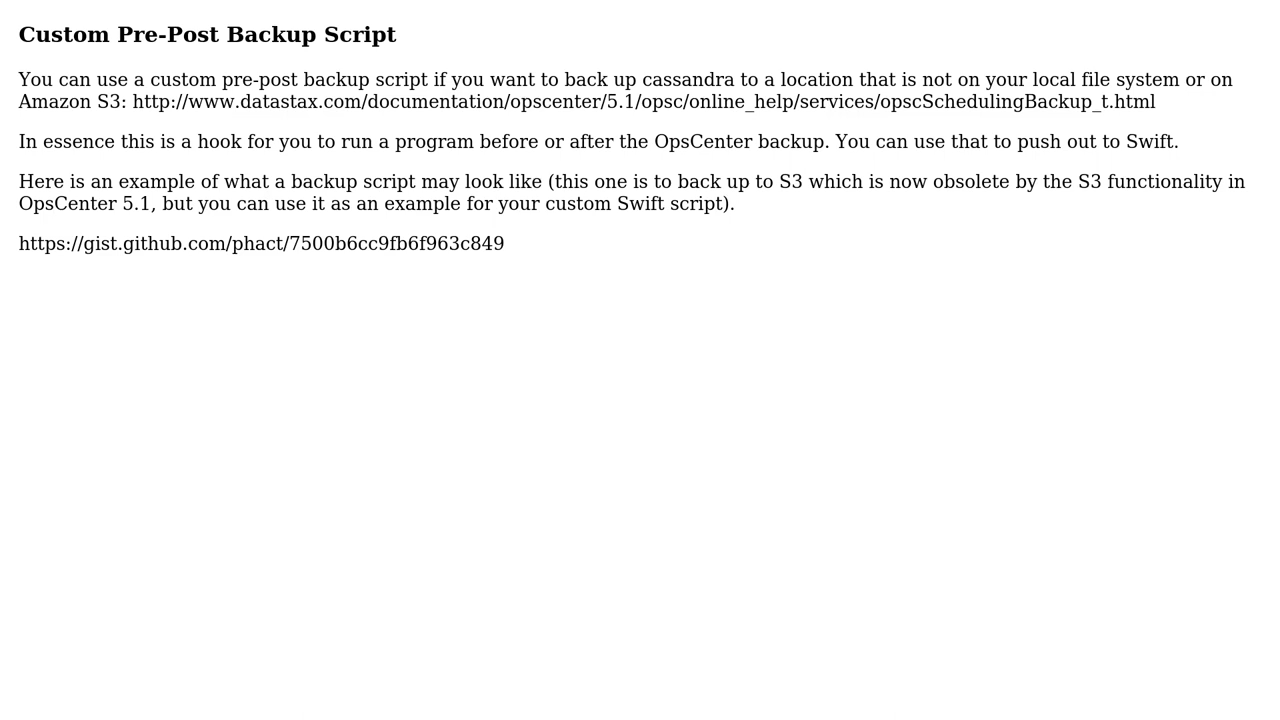 Custom Pre-Post Backup Script
You can use a custom pre-post backup script if you want to back up cassandra to a location that is not on your local file system or on
Amazon S3: http://www.datastax.com/documentation/opscenter/5.1/opsc/online_help/services/opscSchedulingBackup_t.html
In essence this is a hook for you to run a program before or after the OpsCenter backup. You can use that to push out to Swift.
Here is an example of what a backup script may look like (this one is to back up to S3 which is now obsolete by the S3 functionality in
OpsCenter 5.1, but you can use it as an example for your custom Swift script).
https://gist.github.com/phact/7500b6cc9fb6f963c849